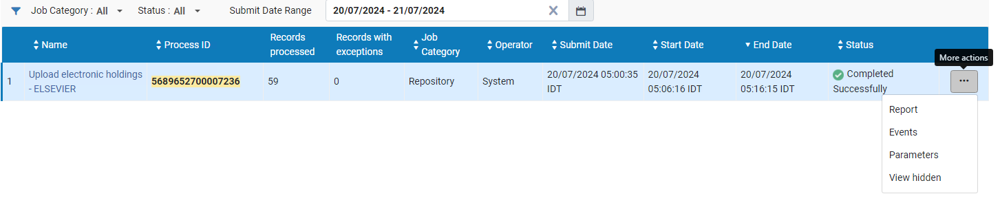 Job Category : All Status : All Submit Date Range 20/07/2024 - 21/07/2024
Name Process ID Records processed Records with exceptions Job Category Operator Submit Date Start Date End Date Status
More actions
1 Upload electronic holdings - ELSEVIER 5689652700007236 59 0 Repository System 20/07/2024 05:00:35 IDT 20/07/2024 05:06:16 IDT 20/07/2024 05:16:15 IDT Completed Successfully
Report
Events
Parameters
View hidden